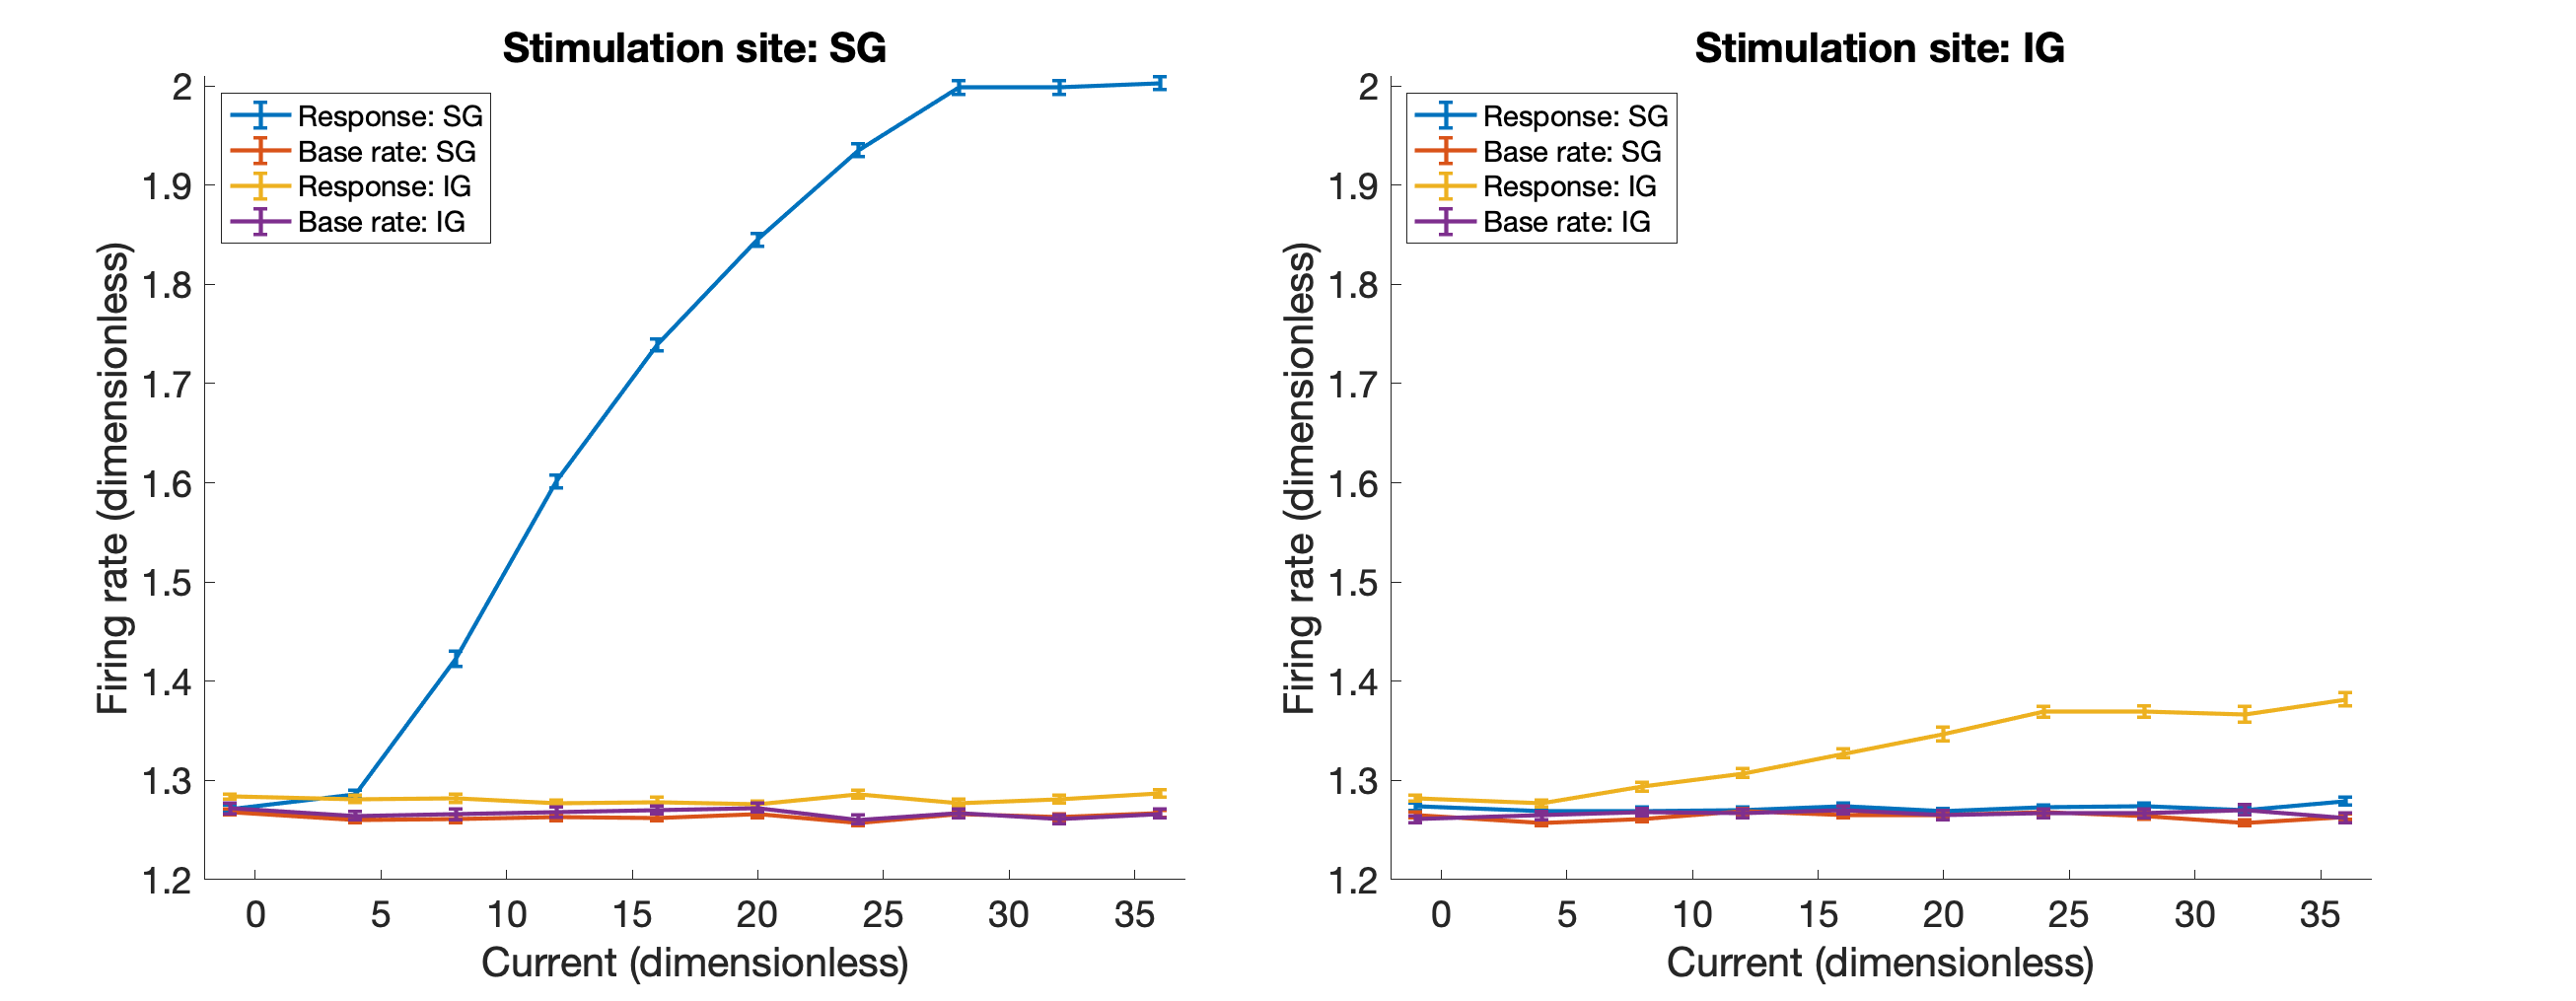 Stimulation site: SG
2
1.9
1.8
1.7
1.6
1.5
1.4
1.3
1.2
Firing rate (dimensionless)
Response: SG
Base rate: SG
Response: IG
Base rate: IG
0 5 10 15 20 25 30 35
Current (dimensionless)
Stimulation site: IG
2
1.9
1.8
1.7
1.6
1.5
1.4
1.3
1.2
Firing rate (dimensionless)
Response: SG
Base rate: SG
Response: IG
Base rate: IG
0 5 10 15 20 25 30 35
Current (dimensionless)